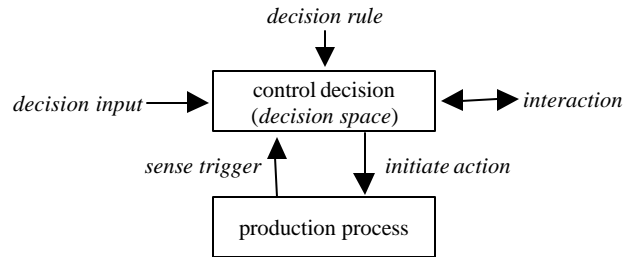 decision rule
control decision
(decision space)
decision input
interaction
sense trigger
initiate action
production process